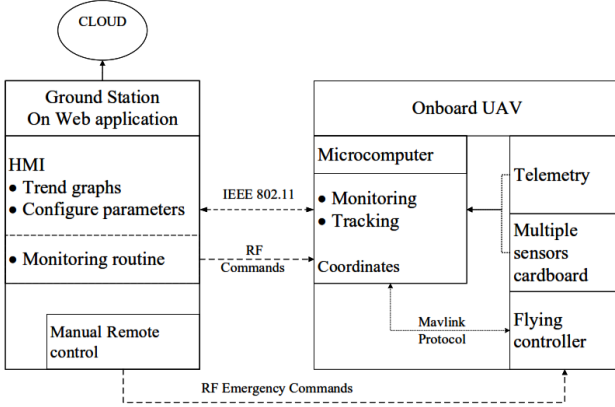 CLOUD
Ground Station
On Web application
HMI
● Trend graphs
● Configure parameters
● Monitoring routine
Manual Remote
control
IEEE 802.11
RF
Commands
Onboard UAV
Microcomputer
● Monitoring
● Tracking
Coordinates
Telemetry
Multiple
sensors
cardboard
Mavlink
Protocol
Flying
controller
RF Emergency Commands